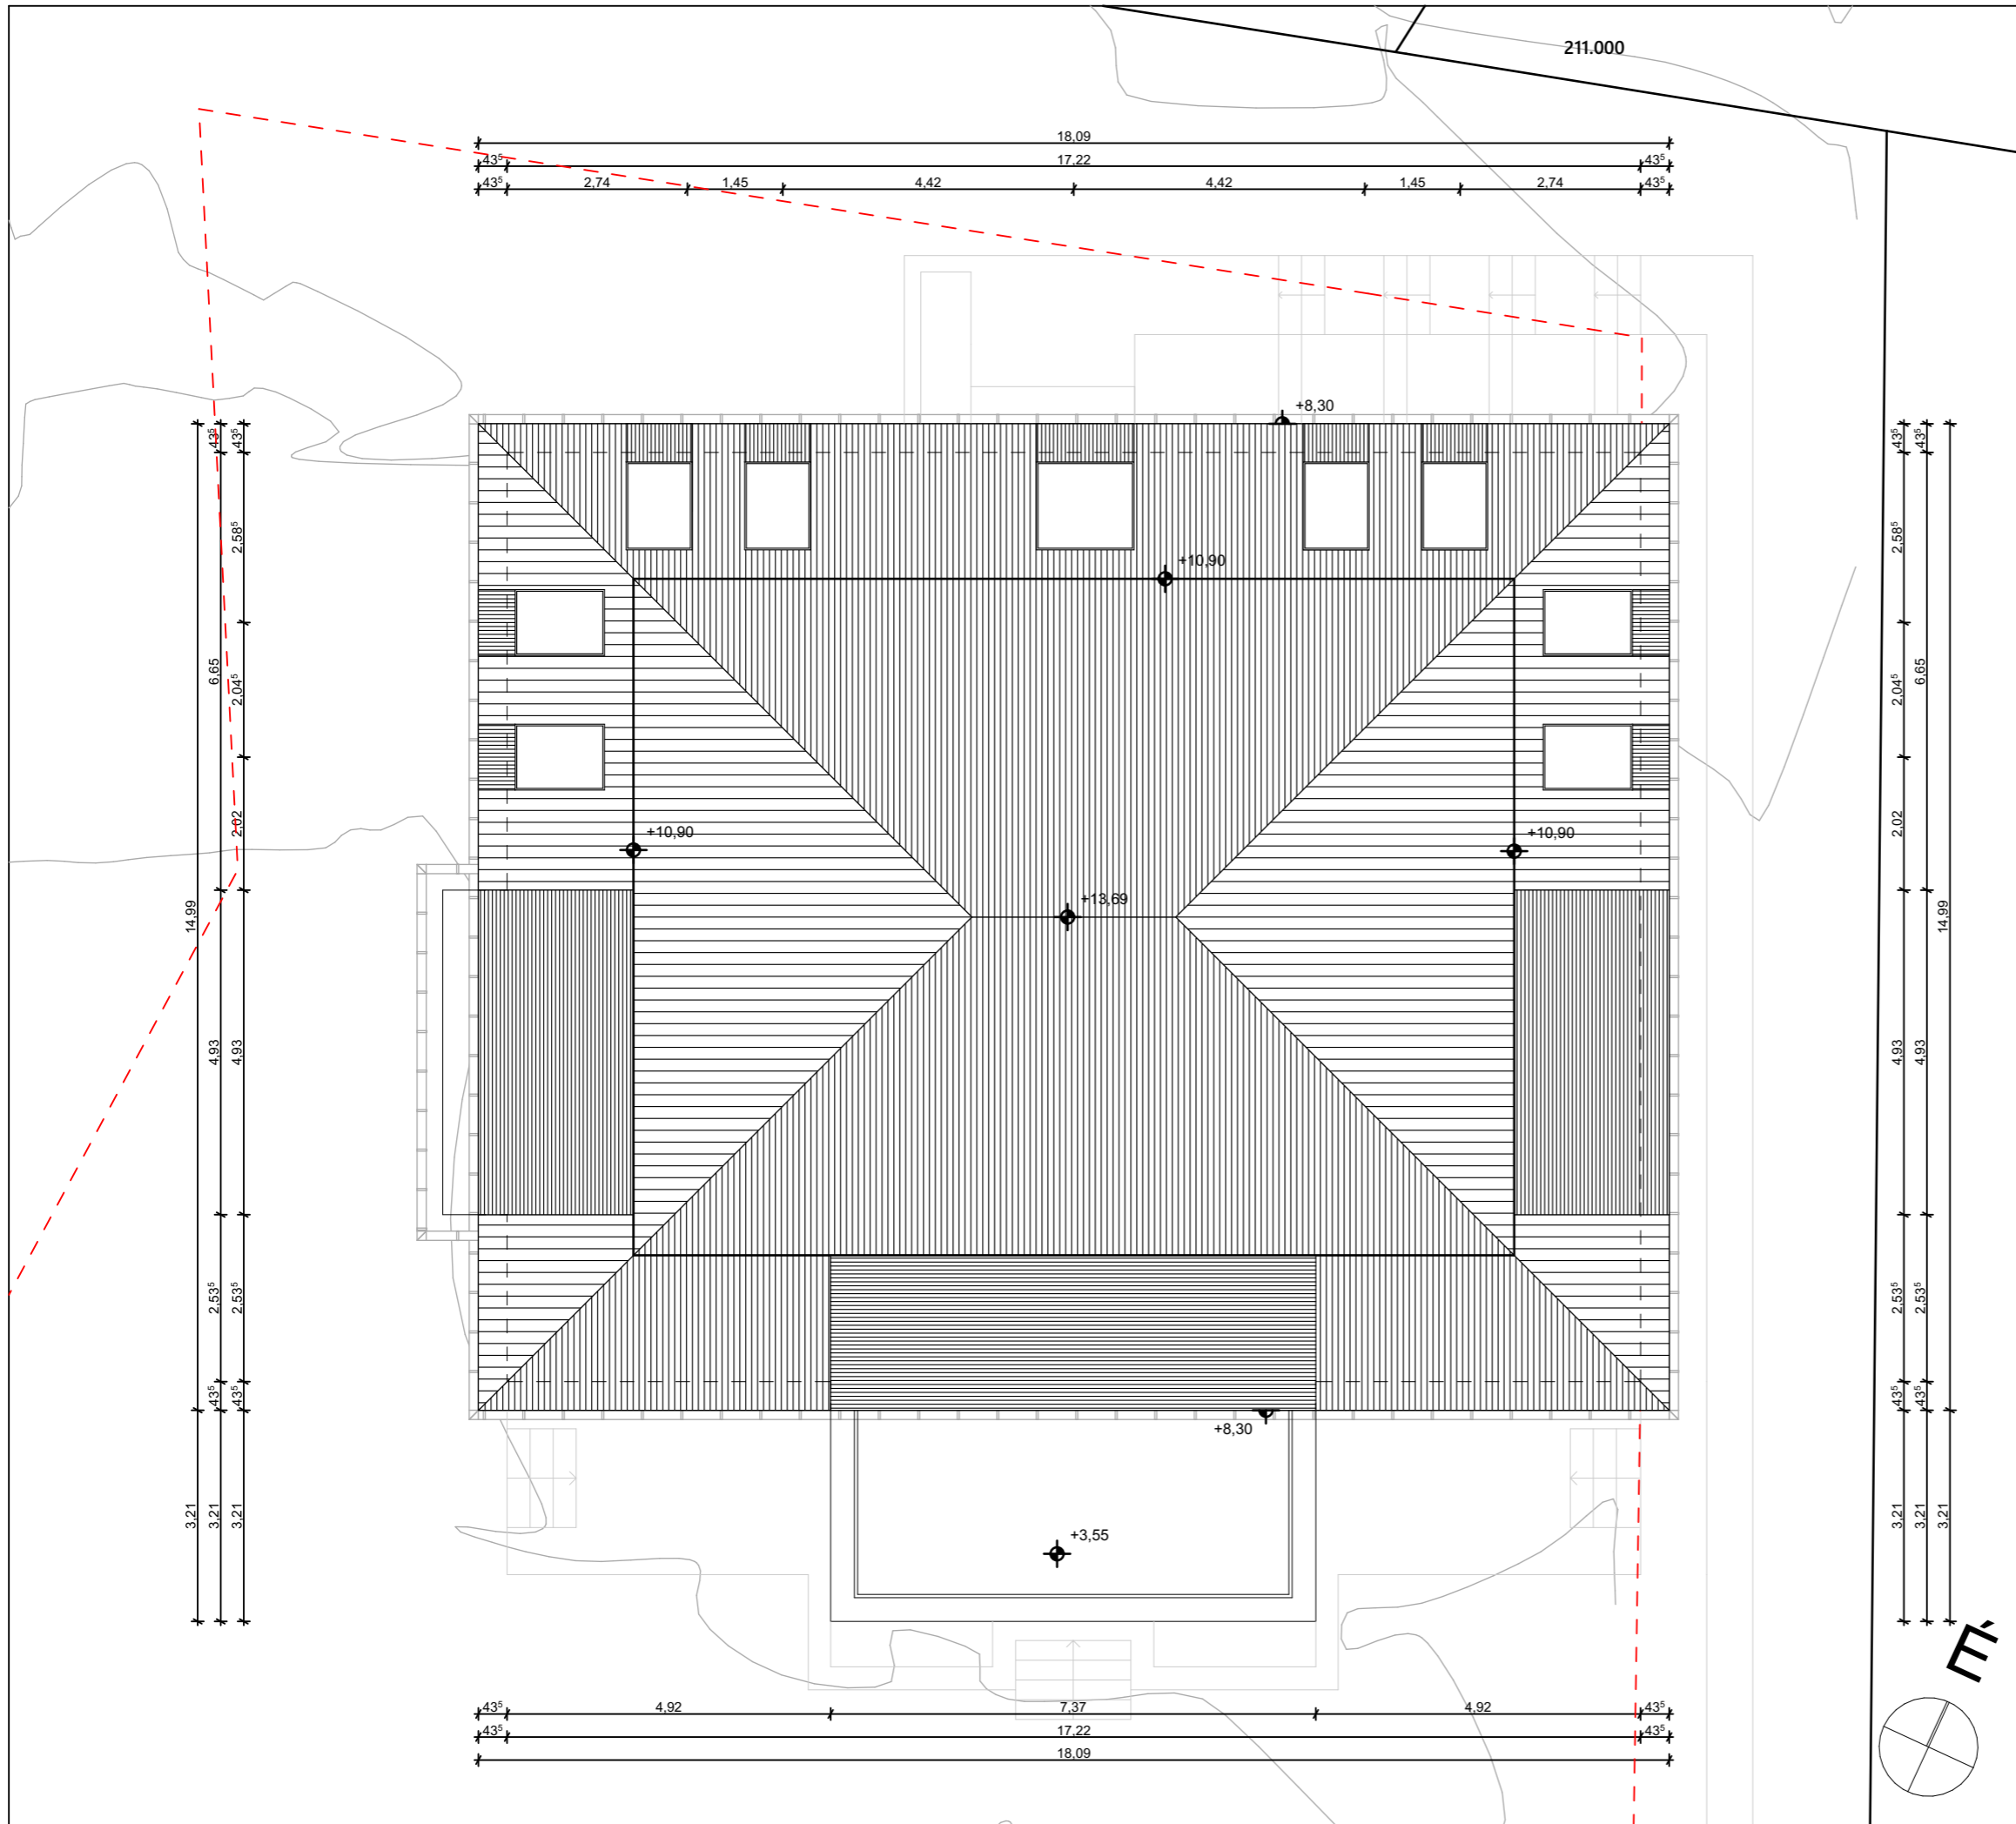 211.000
18,09
43⁵ 17,22 43⁵
43⁵ 2,74 1,45 4,42 4,42 1,45 2,74 43⁵
+8,30
43⁵ 43⁵ 43⁵ 43⁵
2,58⁵ 2,58⁵
+10,90
6,65 2,04⁵ 2,04⁵ 6,65
2,02 +10,90 +10,90 2,02
14,99 +13,69 14,99
4,93 4,93 4,93 4,93
2,53⁵ 2,53⁵ 2,53⁵ 2,53⁵
43⁵ 43⁵ 43⁵ 43⁵
+8,30
3,21 3,21 3,21 3,21 3,21 3,21
+3,55
É
43⁵ 4,92 7,37 4,92 43⁵
43⁵ 17,22 43⁵
18,09